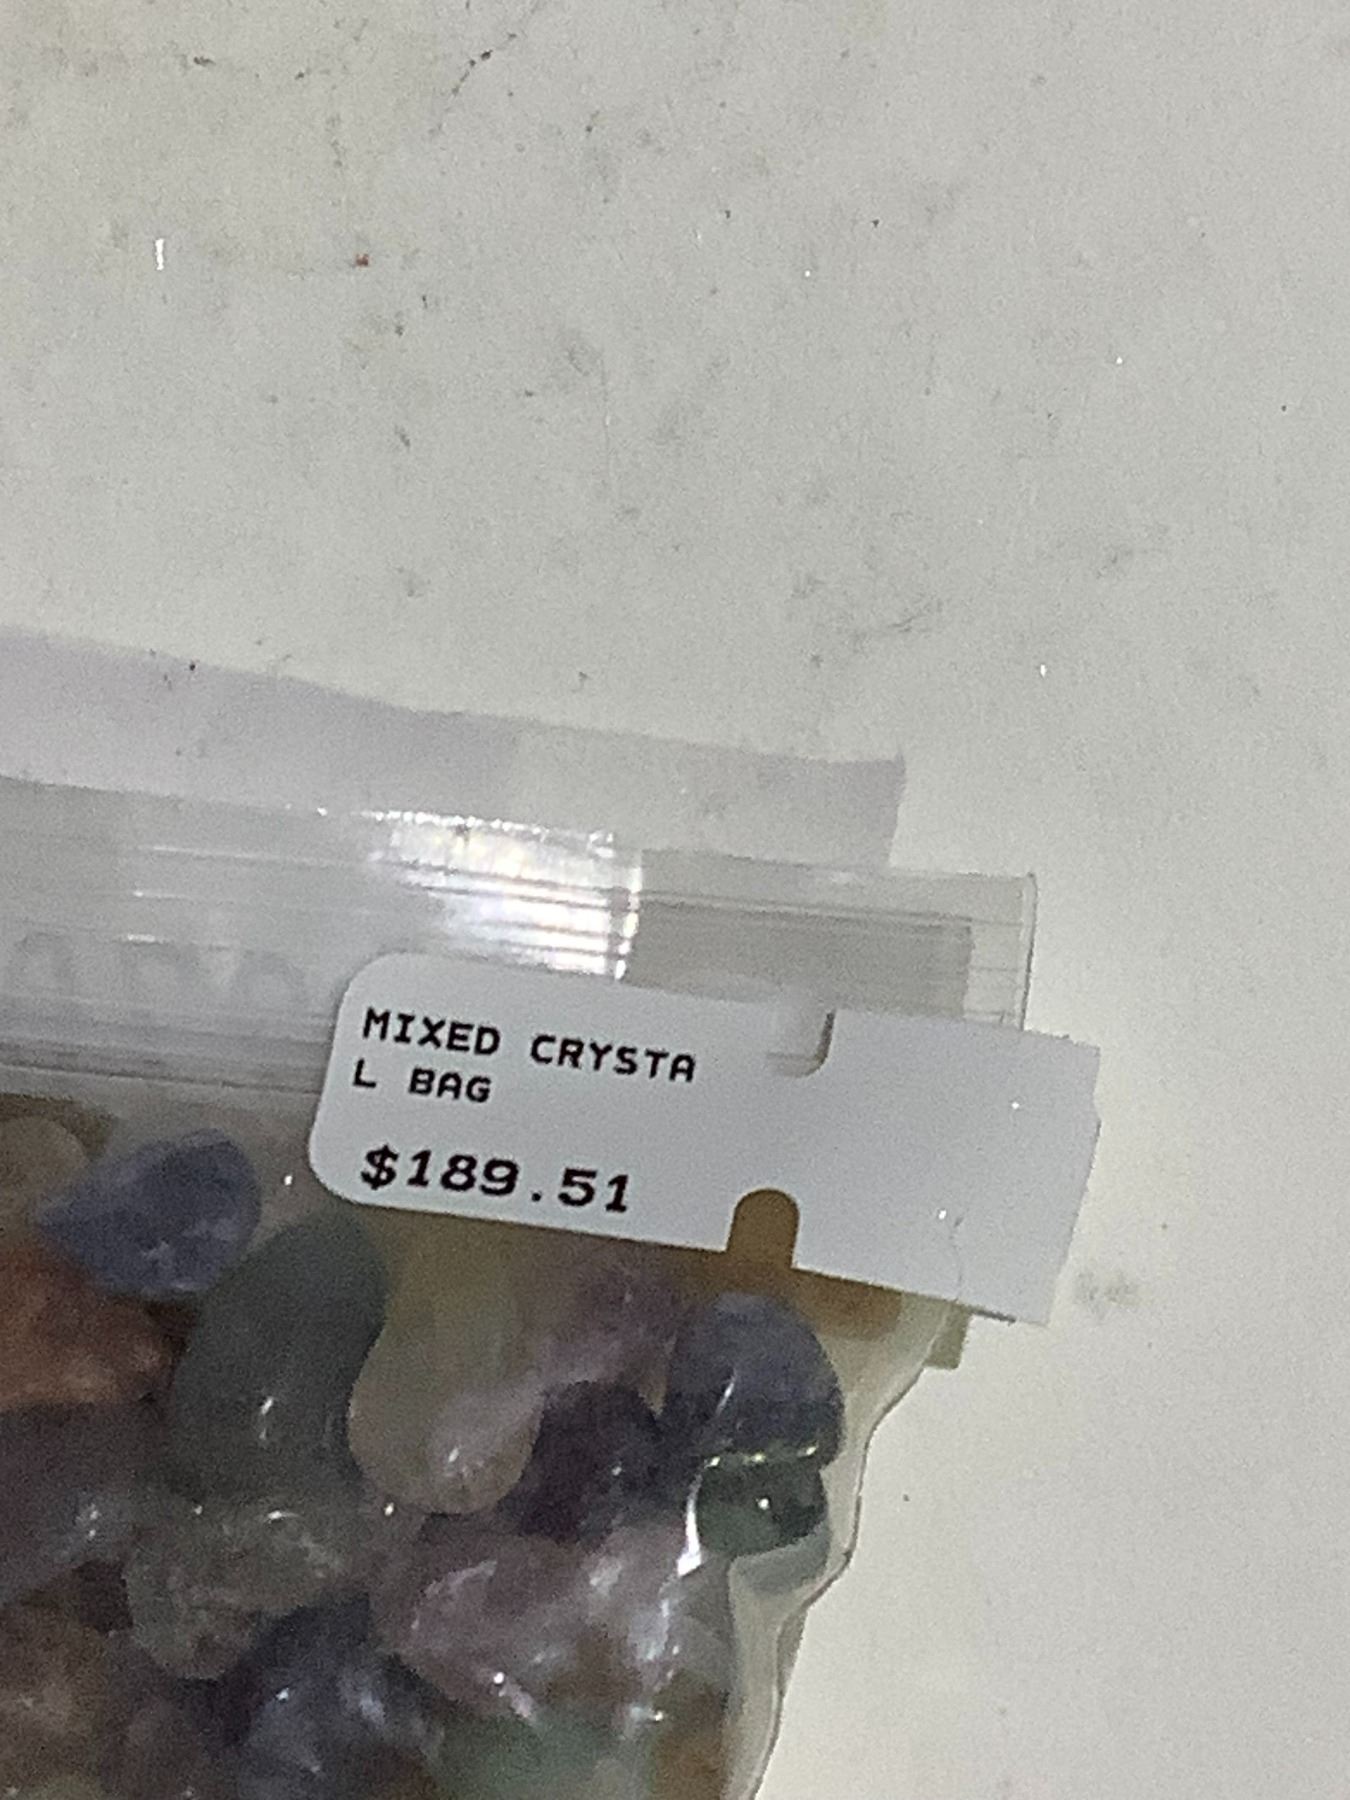 MIXED CRYSTA
L BAG
$189.51